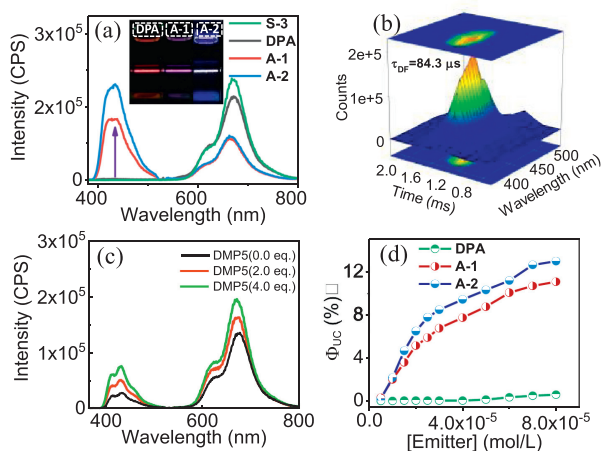 (a)
DPA A-1 A-2
S-3
DPA
A-1
A-2
Intensity (CPS)
3x10⁵
2x10⁵
1x10⁵
0
400 500 600 700 800
Wavelength (nm)
(b)
τDF=84.3 μs
Counts
2e+5
1e+5
0
2.0 1.6 1.2 0.8
Time (ms)
400 450 500
Wavelength (nm)
(c)
DMP5(0.0 eq.)
DMP5(2.0 eq.)
DMP5(4.0 eq.)
Intensity (CPS)
3x10⁵
2x10⁵
1x10⁵
0
400 500 600 700 800
Wavelength (nm)
(d)
DPA
A-1
A-2
ΦUC (%)□
12
8
4
0
0.0 4.0x10⁻⁵ 8.0x10⁻⁵
[Emitter] (mol/L)